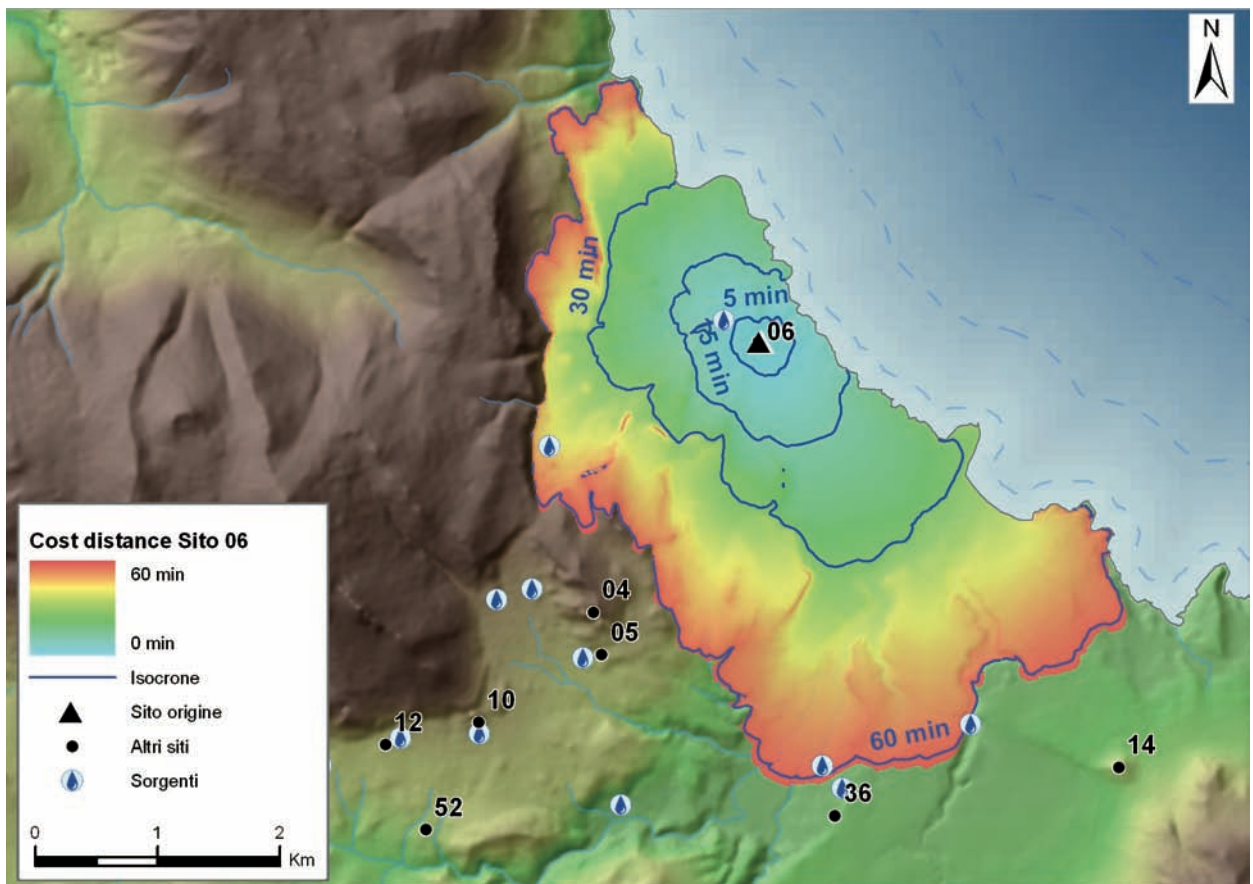 N
30 min
5 min
15 min
06
04
05
10
12
52
60 min
14
36
Cost distance Sito 06
60 min
0 min
Isocrone
Sito origine
Altri siti
Sorgenti
0 1 2
Km